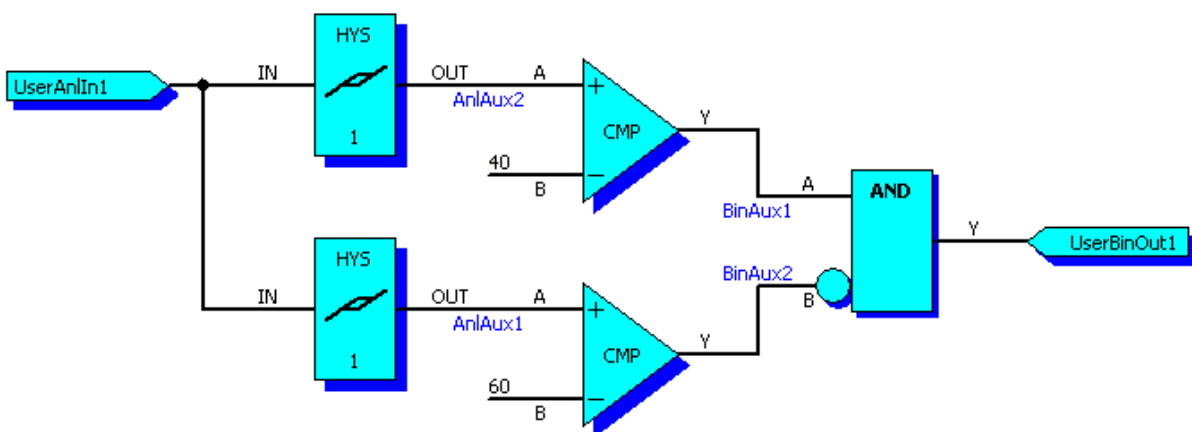 HYS
UserAnlIn1
IN
OUT
A
AnlAux2
+
CMP
Y
1
40
−
B
A
AND
BinAux1
Y
UserBinOut1
HYS
BinAux2
B
IN
OUT
A
AnlAux1
+
CMP
Y
1
60
−
B